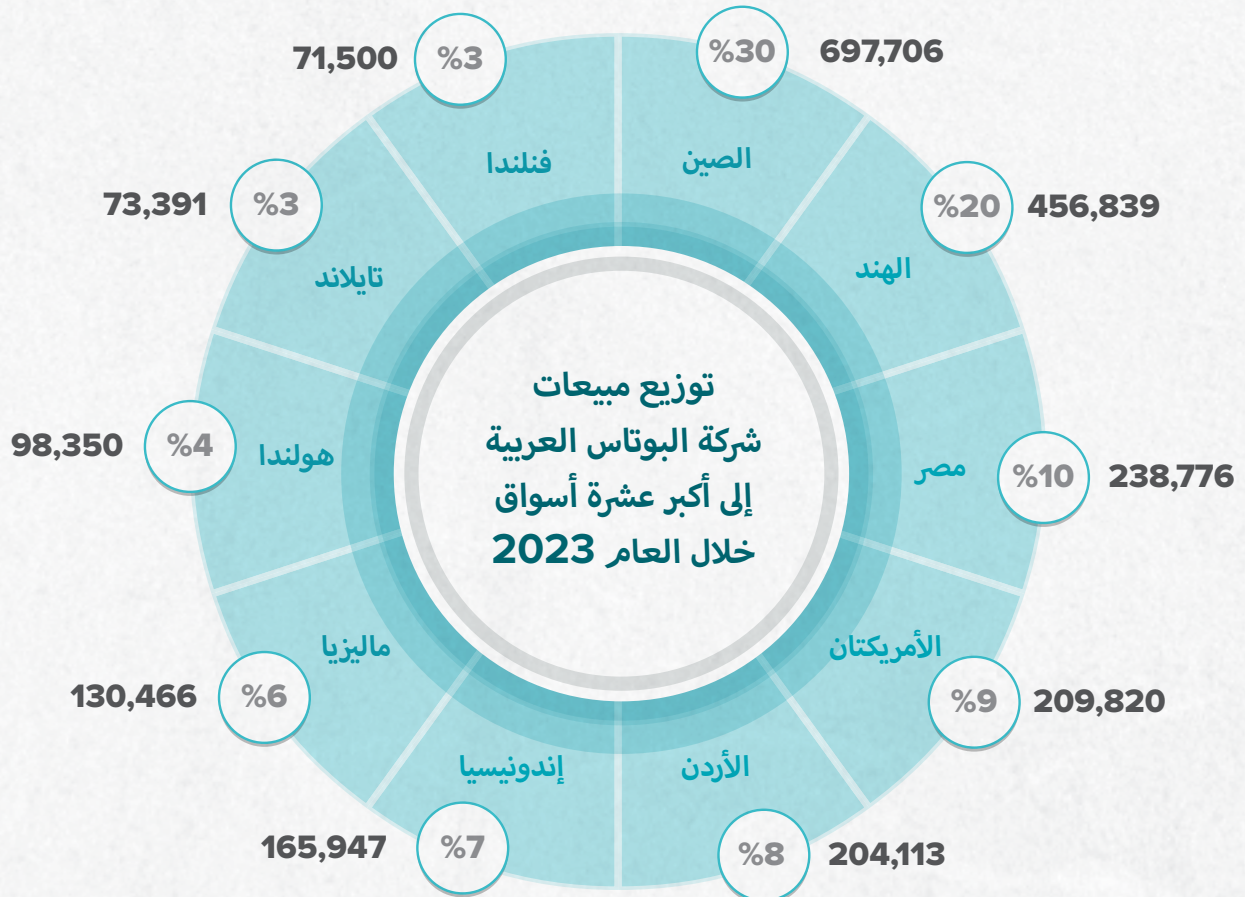 توزيع مبيعات
شركة البوتاس العربية
إلى أكبر عشرة أسواق
خلال العام 2023
الصين
%30
697,706
الهند
%20
456,839
مصر
%10
238,776
الأمريكتان
%9
209,820
الأردن
%8
204,113
إندونيسيا
%7
165,947
ماليزيا
%6
130,466
هولندا
%4
98,350
تايلاند
%3
73,391
فنلندا
%3
71,500